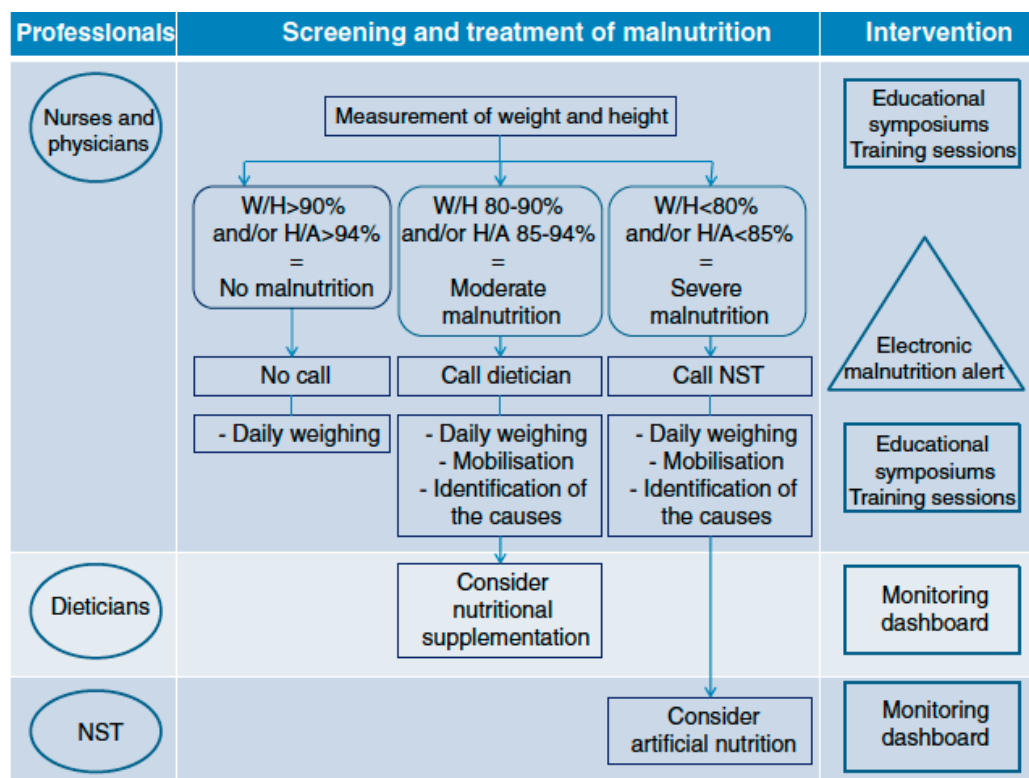 Professionals
Screening and treatment of malnutrition
Intervention
Nurses and
physicians
Measurement of weight and height
Educational
symposiums
Training sessions
W/H>90%
and/or H/A>94%
=
No malnutrition
W/H 80-90%
and/or H/A 85-94%
=
Moderate
malnutrition
W/H<80%
and/or H/A<85%
=
Severe
malnutrition
Electronic
malnutrition alert
No call
Call dietician
Call NST
- Daily weighing
- Daily weighing
- Mobilisation
- Identification of
the causes
- Daily weighing
- Mobilisation
- Identification of
the causes
Educational
symposiums
Training sessions
Dieticians
Consider
nutritional
supplementation
Monitoring
dashboard
NST
Consider
artificial nutrition
Monitoring
dashboard